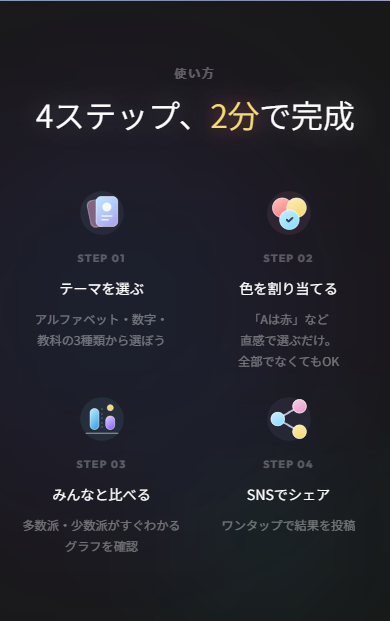 使い方
4ステップ、2分で完成
STEP 01
テーマを選ぶ
アルファベット・数字・
教科の3種類から選ぼう
STEP 02
色を割り当てる
「Aは赤」など
直感で選ぶだけ。
全部でなくてもOK
STEP 03
みんなと比べる
多数派・少数派がすぐわかる
グラフを確認
STEP 04
SNSでシェア
ワンタップで結果を投稿